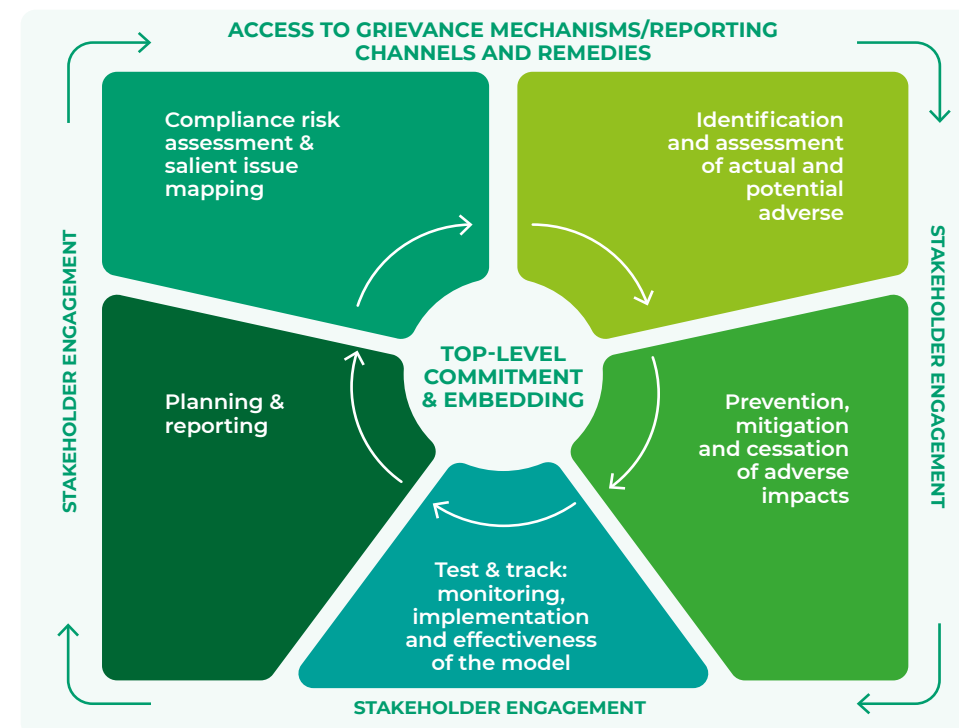 ACCESS TO GRIEVANCE MECHANISMS/REPORTING
CHANNELS AND REMEDIES
Compliance risk
assessment &
salient issue
mapping
Identification
and assessment
of actual and
potential
adverse
STAKEHOLDER ENGAGEMENT
STAKEHOLDER ENGAGEMENT
TOP-LEVEL
COMMITMENT
& EMBEDDING
Planning &
reporting
Prevention,
mitigation
and cessation
of adverse
impacts
Test & track:
monitoring,
implementation
and effectiveness
of the model
STAKEHOLDER ENGAGEMENT